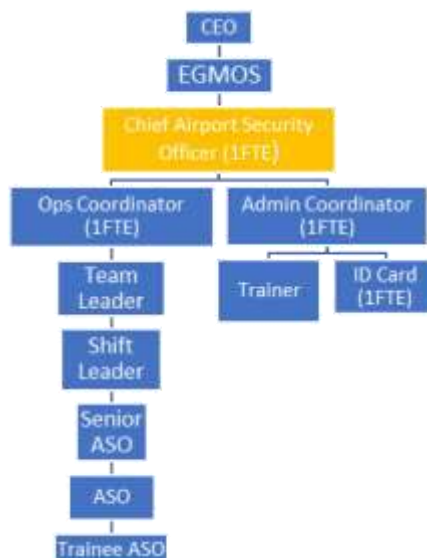 CEO
EGMOS
Chief Airport Security
Officer (1FTE)
Ops Coordinator
(1FTE)
Admin Coordinator
(1FTE)
Team
Leader
Trainer
ID Card
(1FTE)
Shift
Leader
Senior
ASO
ASO
Trainee ASO